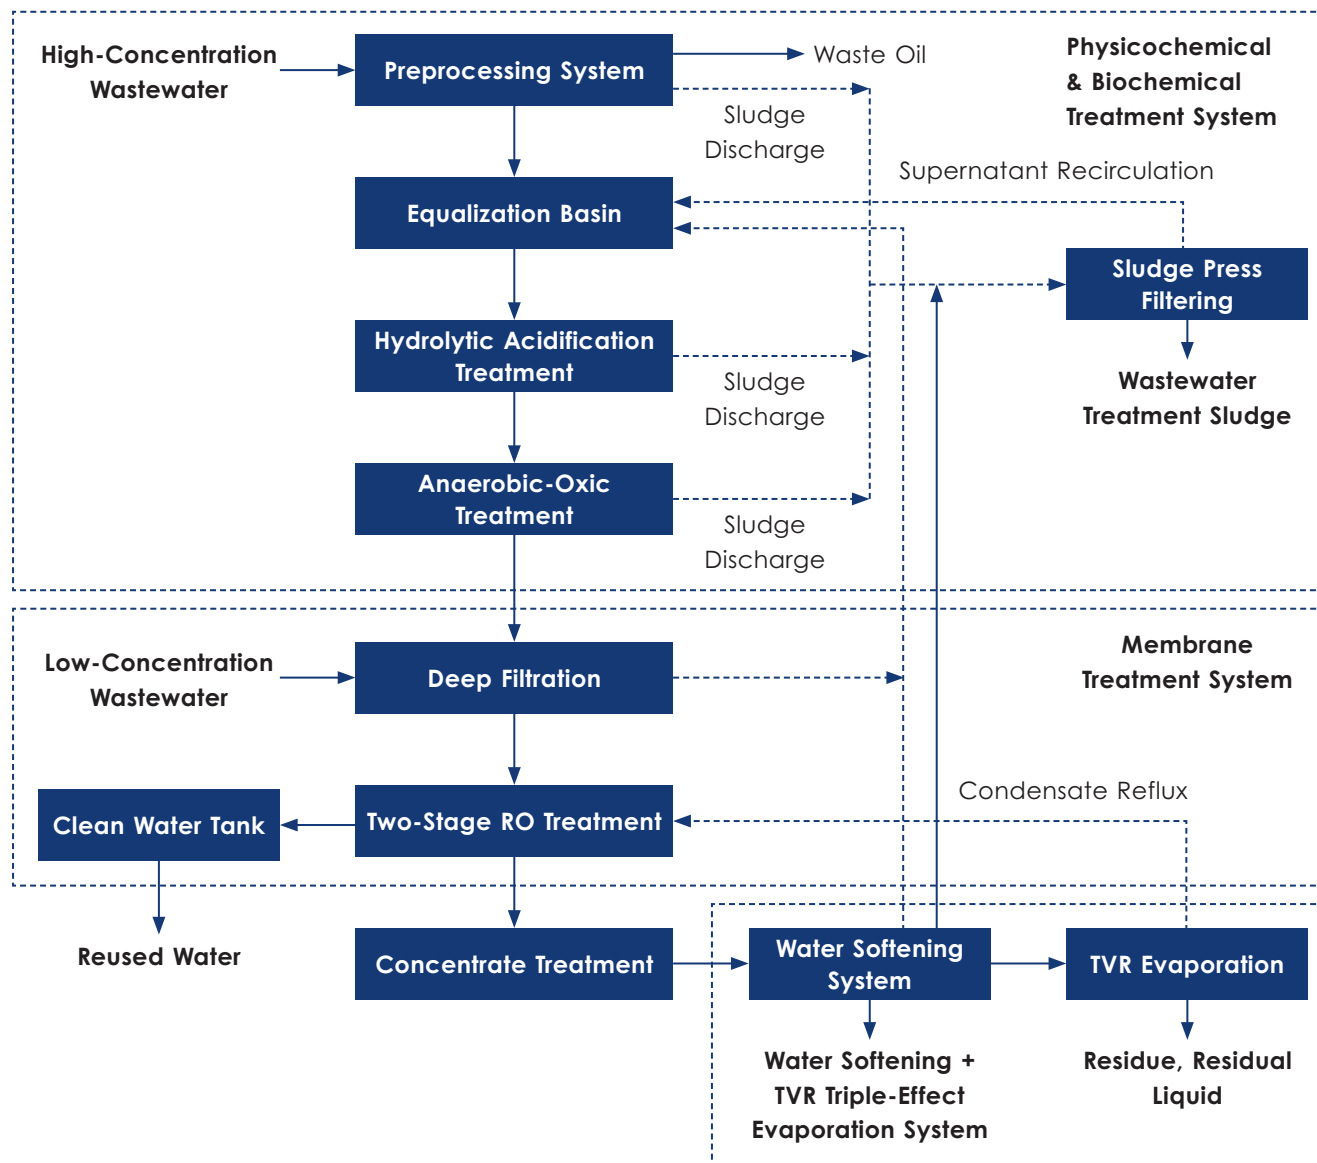 High-Concentration
Wastewater
Preprocessing System
Waste Oil
Physicochemical
& Biochemical
Treatment System
Sludge
Discharge
Supernatant Recirculation
Equalization Basin
Sludge Press
Filtering
Hydrolytic Acidification
Treatment
Sludge
Discharge
Wastewater
Treatment Sludge
Anaerobic-Oxic
Treatment
Sludge
Discharge
Low-Concentration
Wastewater
Deep Filtration
Membrane
Treatment System
Clean Water Tank
Two-Stage RO Treatment
Condensate Reflux
Reused Water
Concentrate Treatment
Water Softening
System
TVR Evaporation
Water Softening +
TVR Triple-Effect
Evaporation System
Residue, Residual
Liquid